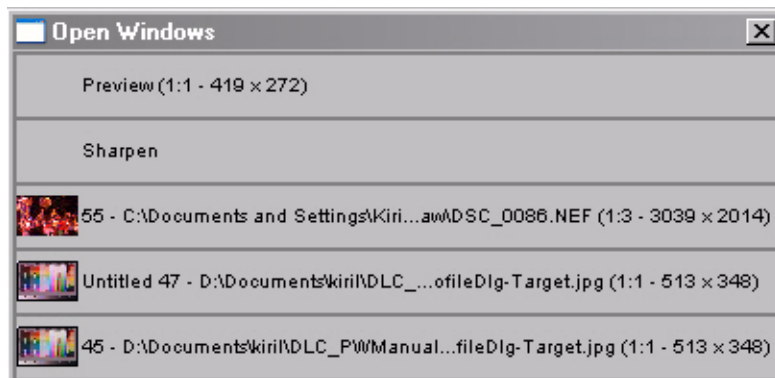 Open Windows
Preview (1:1 - 419 x 272)
Sharpen
55 - C:\Documents and Settings\Kiri...aw\DSC_0086.NEF (1:3 - 3039 x 2014)
Untitled 47 - D:\Documents\kiril\DLC_...ofileDlg-Target.jpg (1:1 - 513 x 348)
45 - D:\Documents\kiril\DLC_PWManual...fileDlg-Target.jpg (1:1 - 513 x 348)